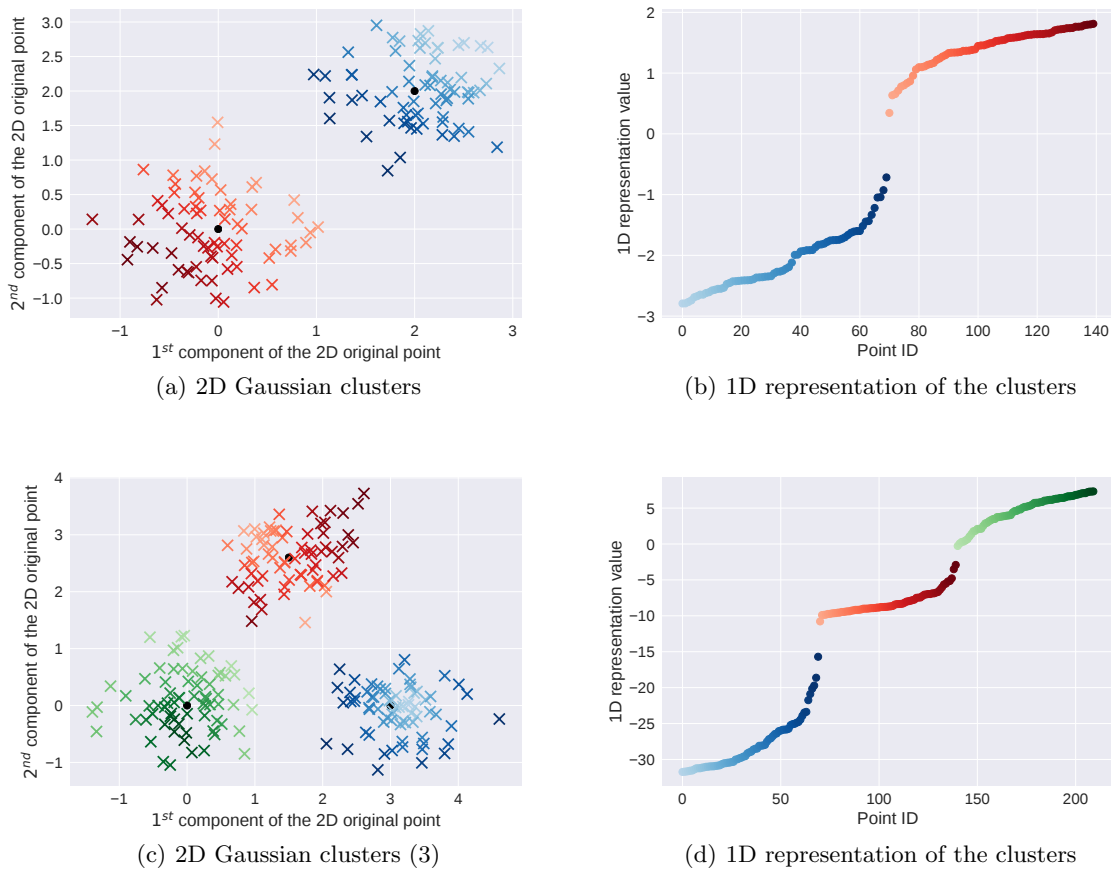 3.0
2.5
2.0
1.5
1.0
0.5
0.0
−0.5
−1.0
2nd component of the 2D original point
−1 0 1 2 3
1st component of the 2D original point
(a) 2D Gaussian clusters
2
1
0
−1
−2
−3
1D representation value
0 20 40 60 80 100 120 140
Point ID
(b) 1D representation of the clusters
4
3
2
1
0
−1
2nd component of the 2D original point
−1 0 1 2 3 4
1st component of the 2D original point
(c) 2D Gaussian clusters (3)
5
0
−5
−10
−15
−20
−25
−30
1D representation value
0 50 100 150 200
Point ID
(d) 1D representation of the clusters